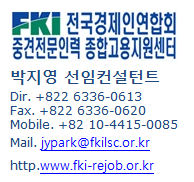 FKI 전국경제인연합회
중견전문인력 종합고용지원센터
박지영 선임컨설턴트
Dir. +822 6336-0613
Fax. +822 6336-0620
Mobile. +82 10-4415-0085
Mail. jypark@fkilsc.or.kr
http.www.fki-rejob.or.kr